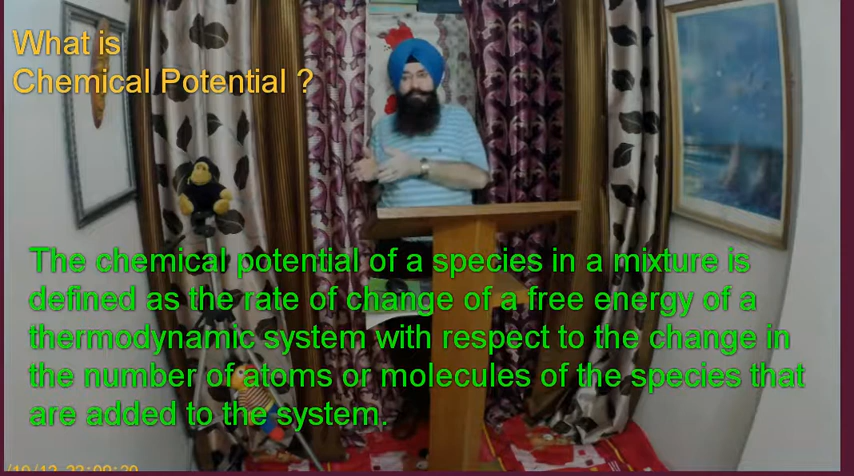 What is
Chemical Potential ?
The chemical potential of a species in a mixture is
defined as the rate of change of a free energy of a
thermodynamic system with respect to the change in
the number of atoms or molecules of the species that
are added to the system.